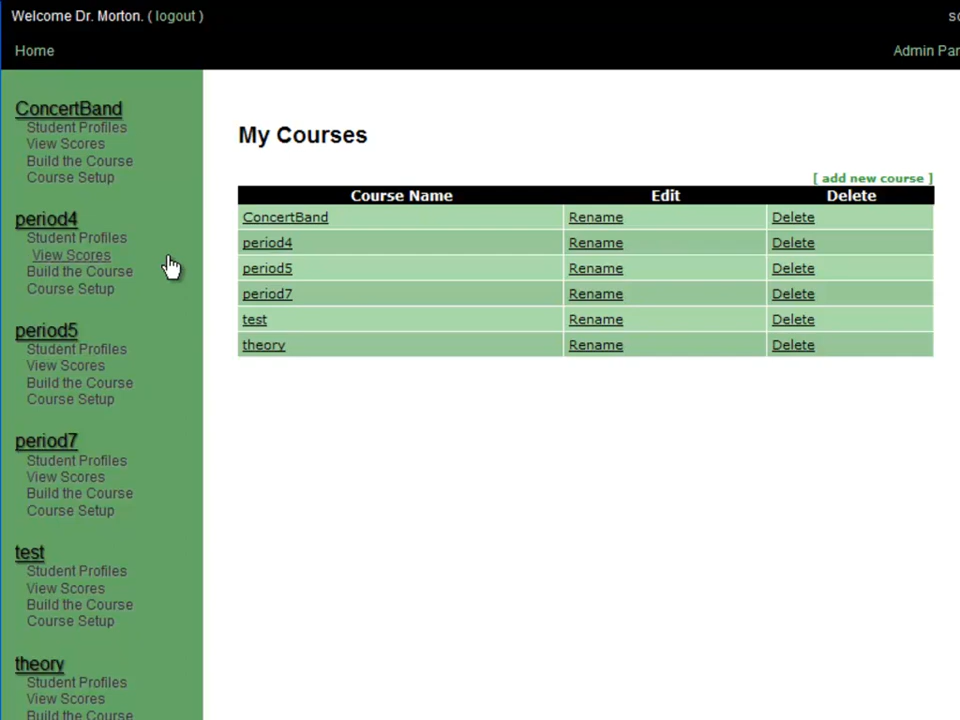 Welcome Dr. Morton. ( logout )
Home
Admin
ConcertBand
Student Profiles
View Scores
Build the Course
Course Setup
period4
Student Profiles
View Scores
Build the Course
Course Setup
period5
Student Profiles
View Scores
Build the Course
Course Setup
period7
Student Profiles
View Scores
Build the Course
Course Setup
test
Student Profiles
View Scores
Build the Course
Course Setup
theory
Student Profiles
View Scores
Build the Course
My Courses
[ add new course ]
Course Name Edit Delete
ConcertBand Rename Delete
period4 Rename Delete
period5 Rename Delete
period7 Rename Delete
test Rename Delete
theory Rename Delete